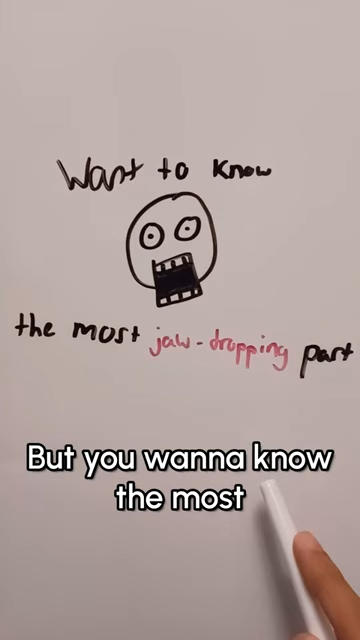 Want to know
the most jaw-dropping part
But you wanna know
the most